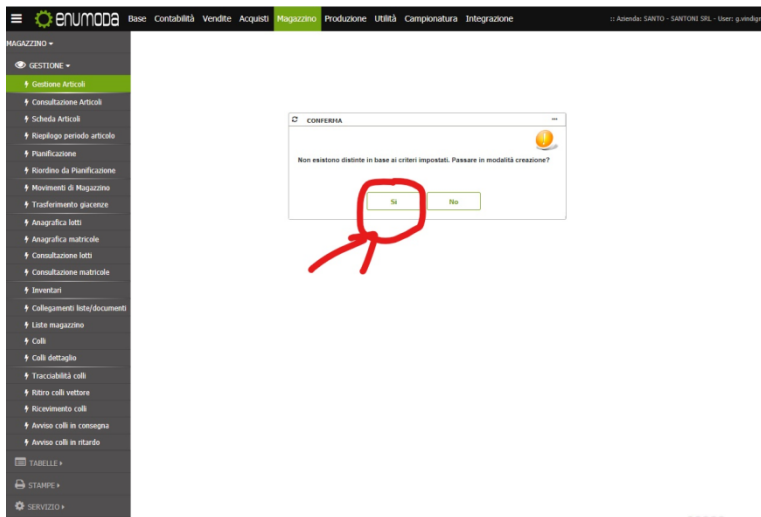 enumoda Base Contabilità Vendite Acquisti Magazzino Produzione Utilità Campionatura Integrazione :: Azienda: SANTO - SANTONI SRL - User: g.vindign
MAGAZZINO
GESTIONE
Gestione Articoli
Consultazione Articoli
Scheda Articoli
Riepilogo periodo articolo
Pianificazione
Riordino da Pianificazione
Movimenti di Magazzino
Trasferimento giacenze
Anagrafica lotti
Anagrafica matricole
Consultazione lotti
Consultazione matricole
Inventari
Collegamenti liste/documenti
Liste magazzino
Colli
Colli dettaglio
Tracciabilità colli
Ritiro colli vettore
Ricevimento colli
Avviso colli in consegna
Avviso colli in ritardo
TABELLE
STAMPE
SERVIZIO
CONFERMA
Non esistono distinte in base ai criteri impostati. Passare in modalità creazione?
Si No